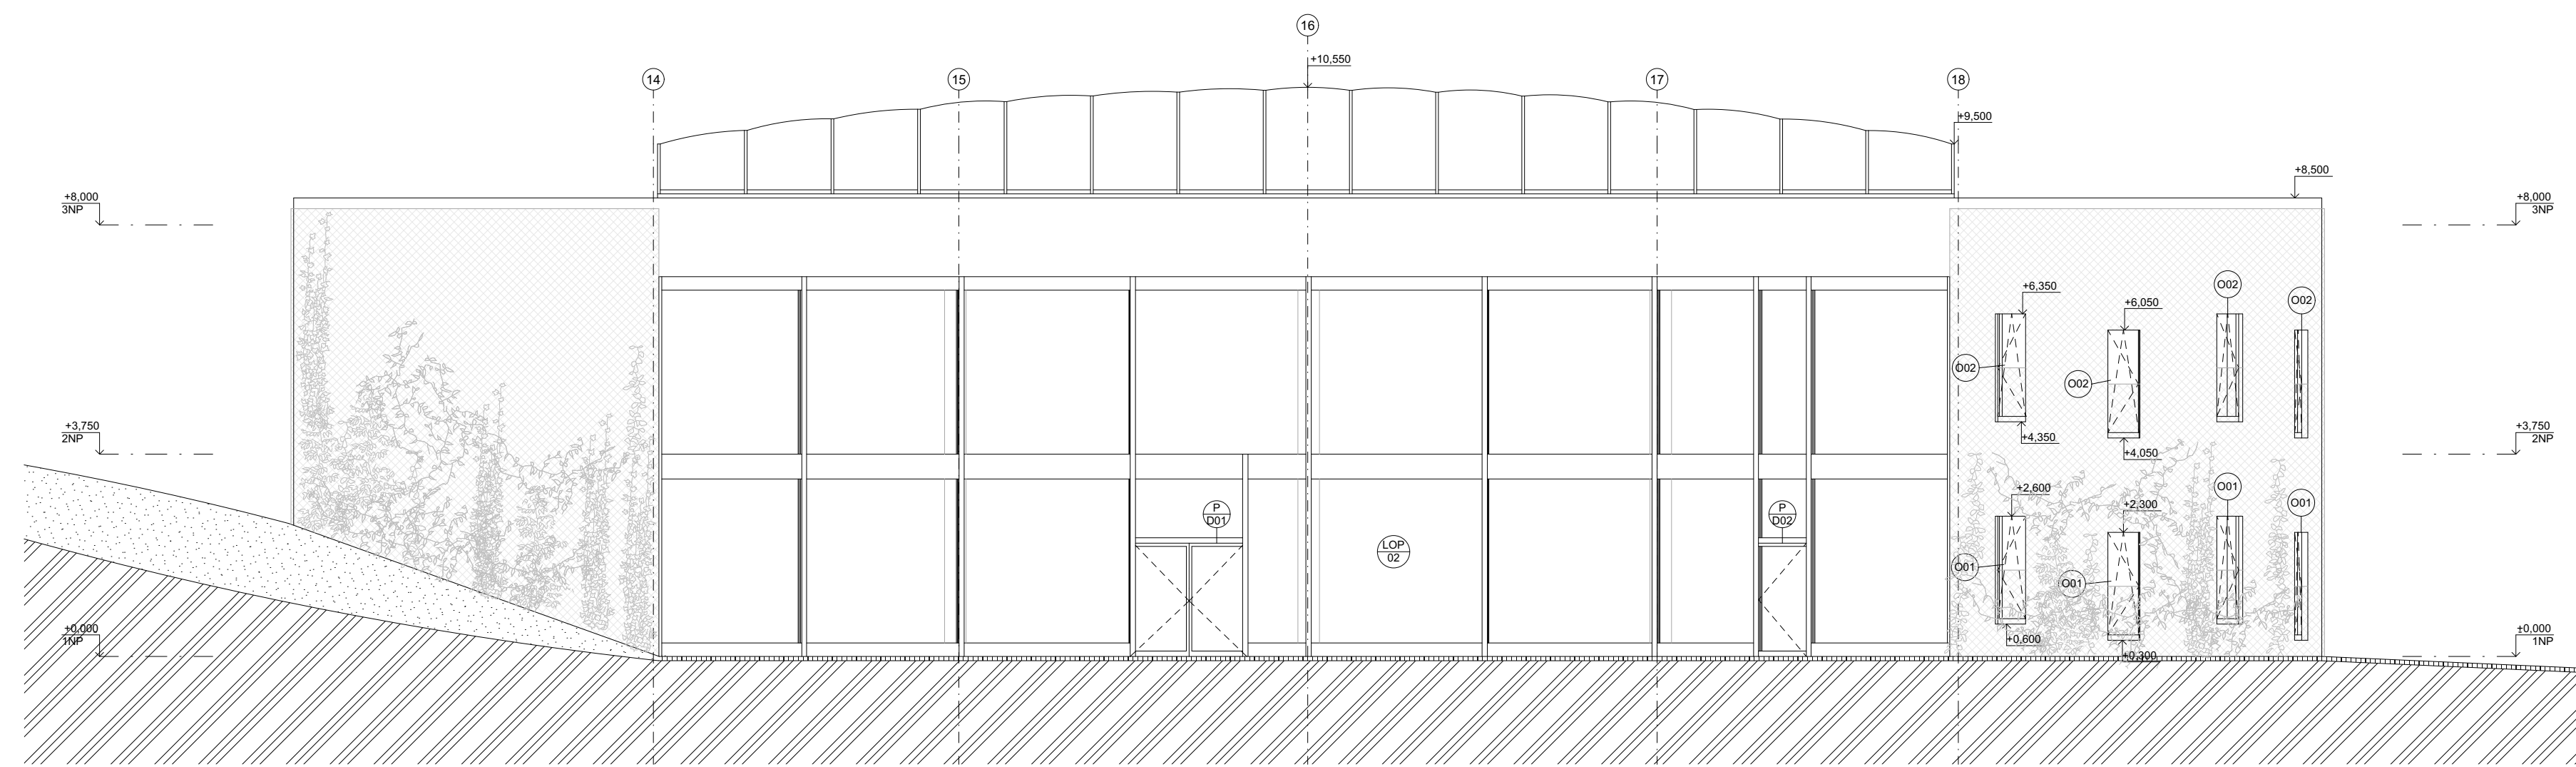 16
+10,550
14
15
17
18
+9,500
+8,500
+8,000
3NP
+8,000
3NP
+6,350
O02
O02
+6,050
O02
O02
+3,750
2NP
+4,350
+4,050
+3,750
2NP
+2,600
O01
O01
+2,300
P
D01
P
D02
LOP
02
O01
O01
+0,000
1NP
+0,600
+0,300
±0,000
1NP